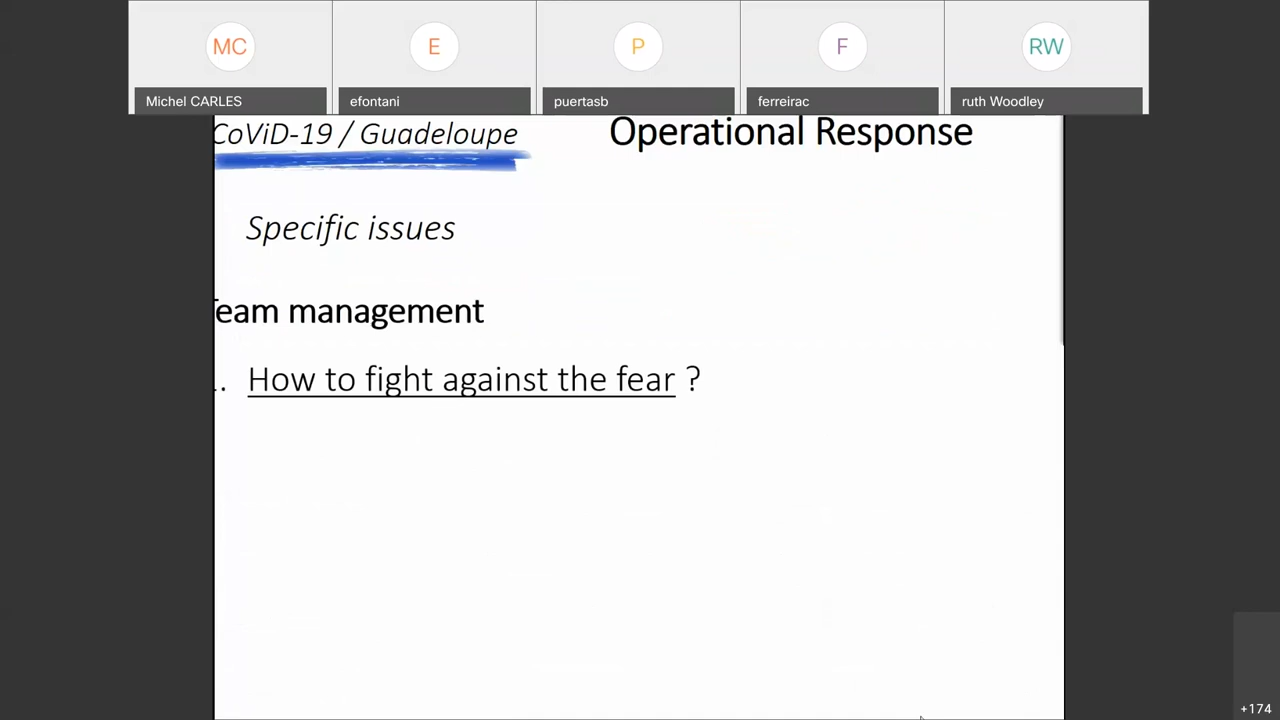 MC E P F RW
Michel CARLES efontani puertasb ferreirac ruth Woodley
CoViD-19 / Guadeloupe Operational Response
Specific issues
Team management
. How to fight against the fear ?
+174